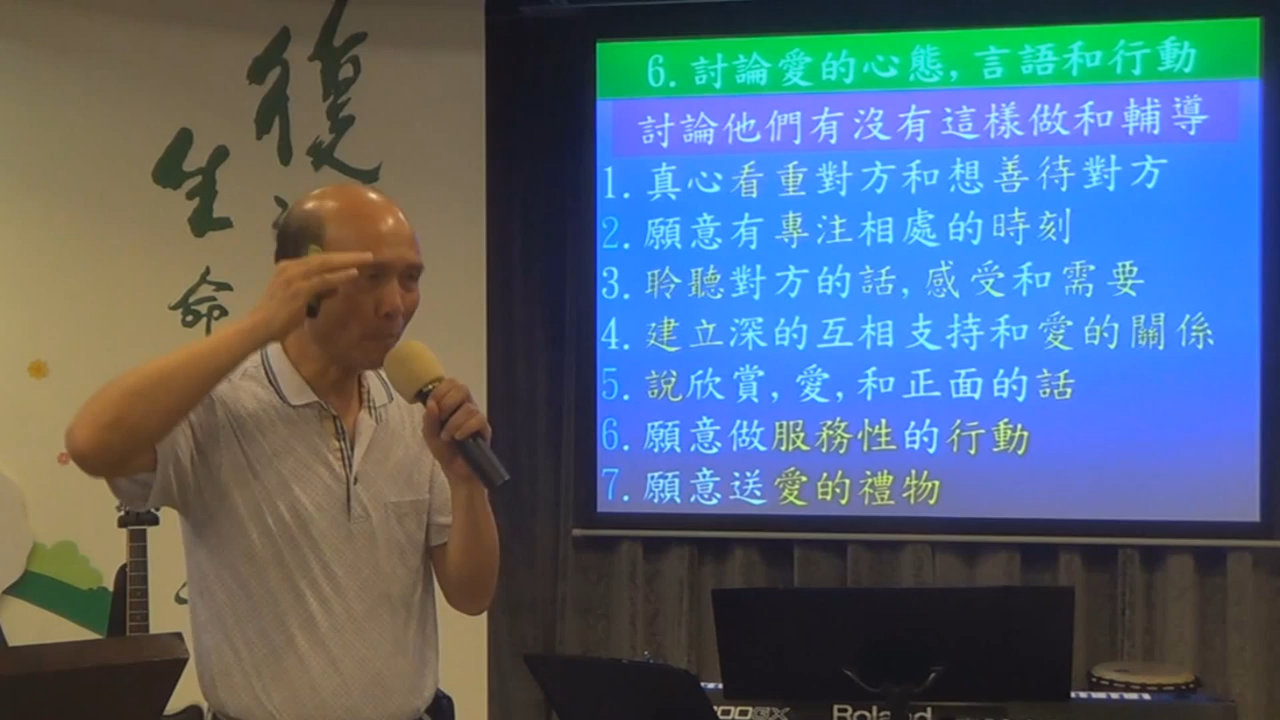 復
生
命
6. 討論愛的心態, 言語和行動
討論他們有沒有這樣做和輔導
1. 真心看重對方和想善待對方
2. 願意有專注相處的時刻
3. 聆聽對方的話, 感受和需要
4. 建立深的互相支持和愛的關係
5. 說欣賞, 愛, 和正面的話
6. 願意做服務性的行動
7. 願意送愛的禮物
Roland